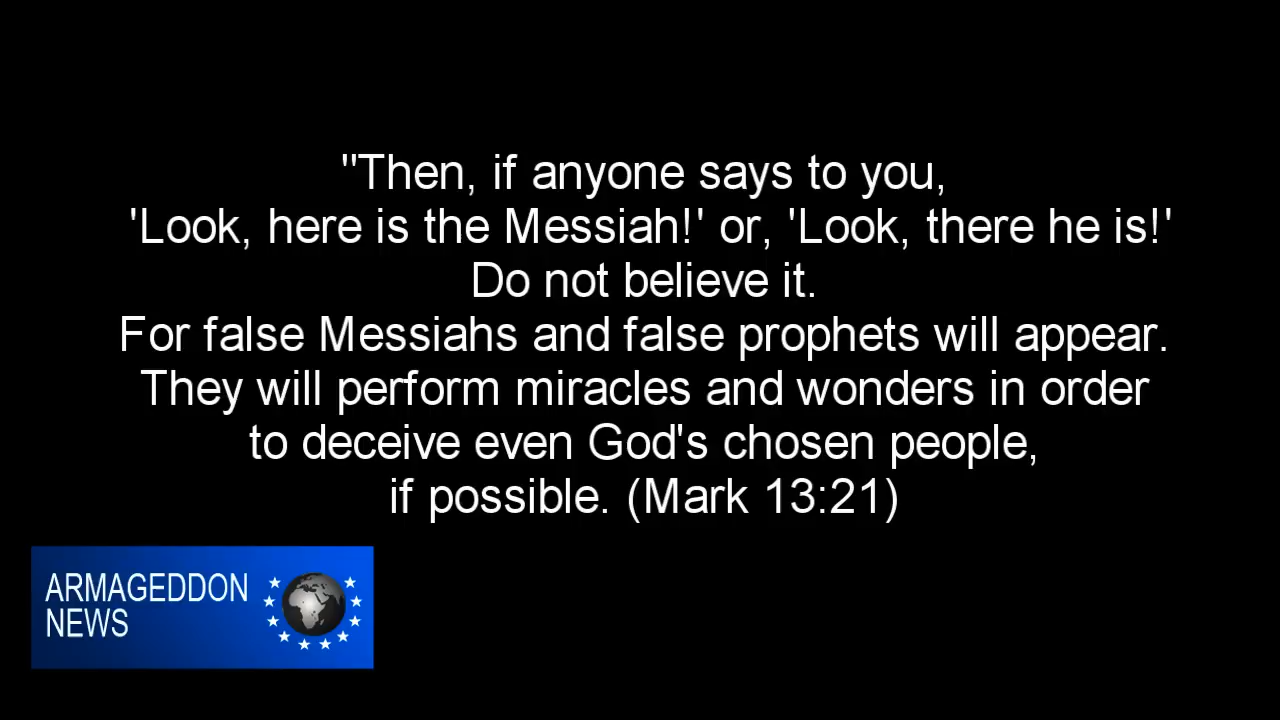 "Then, if anyone says to you,
'Look, here is the Messiah!' or, 'Look, there he is!'
Do not believe it.
For false Messiahs and false prophets will appear.
They will perform miracles and wonders in order
to deceive even God's chosen people,
if possible. (Mark 13:21)
ARMAGEDDON
NEWS